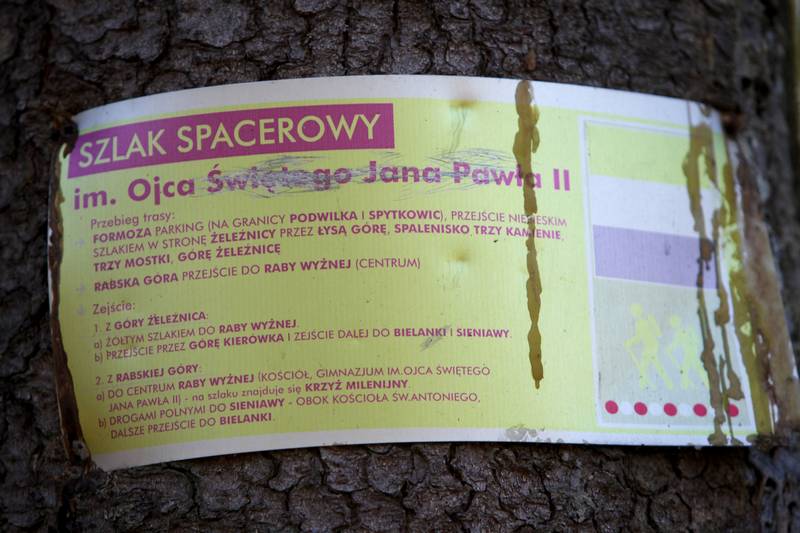 SZLAK SPACEROWY
im. Ojca Świętego Jana Pawła II
Przebieg trasy:
FORMOZA PARKING (NA GRANICY PODWILKA I SPYTKOWIC), PRZEJŚCIE NIEBIESKIM
SZLAKIEM W STRONĘ ŻELEŹNICY PRZEZ ŁYSĄ GÓRĘ, SPALENISKO, TRZY KAMIENIE,
TRZY MOSTKI, GÓRĘ ŻELEŹNICĘ
RABSKA GÓRA PRZEJŚCIE DO RABY WYŻNEJ (CENTRUM)
Zejście:
1. Z GÓRY ŻELEŹNICA:
a) ŻÓŁTYM SZLAKIEM DO RABY WYŻNEJ.
b) PRZEJŚCIE PRZEZ GÓRĘ KIERÓWKA I ZEJŚCIE DALEJ DO BIELANKI I SIENIAWY.
2. Z RABSKIEJ GÓRY:
a) DO CENTRUM RABY WYŻNEJ (KOŚCIÓŁ, GIMNAZJUM IM.OJCA ŚWIĘTEGO
JANA PAWŁA II) - na szlaku znajduje się KRZYŻ MILENIJNY.
b) DROGAMI POLNYMI DO SIENIAWY - OBOK KOŚCIOŁA ŚW.ANTONIEGO,
DALSZE PRZEJŚCIE DO BIELANKI.